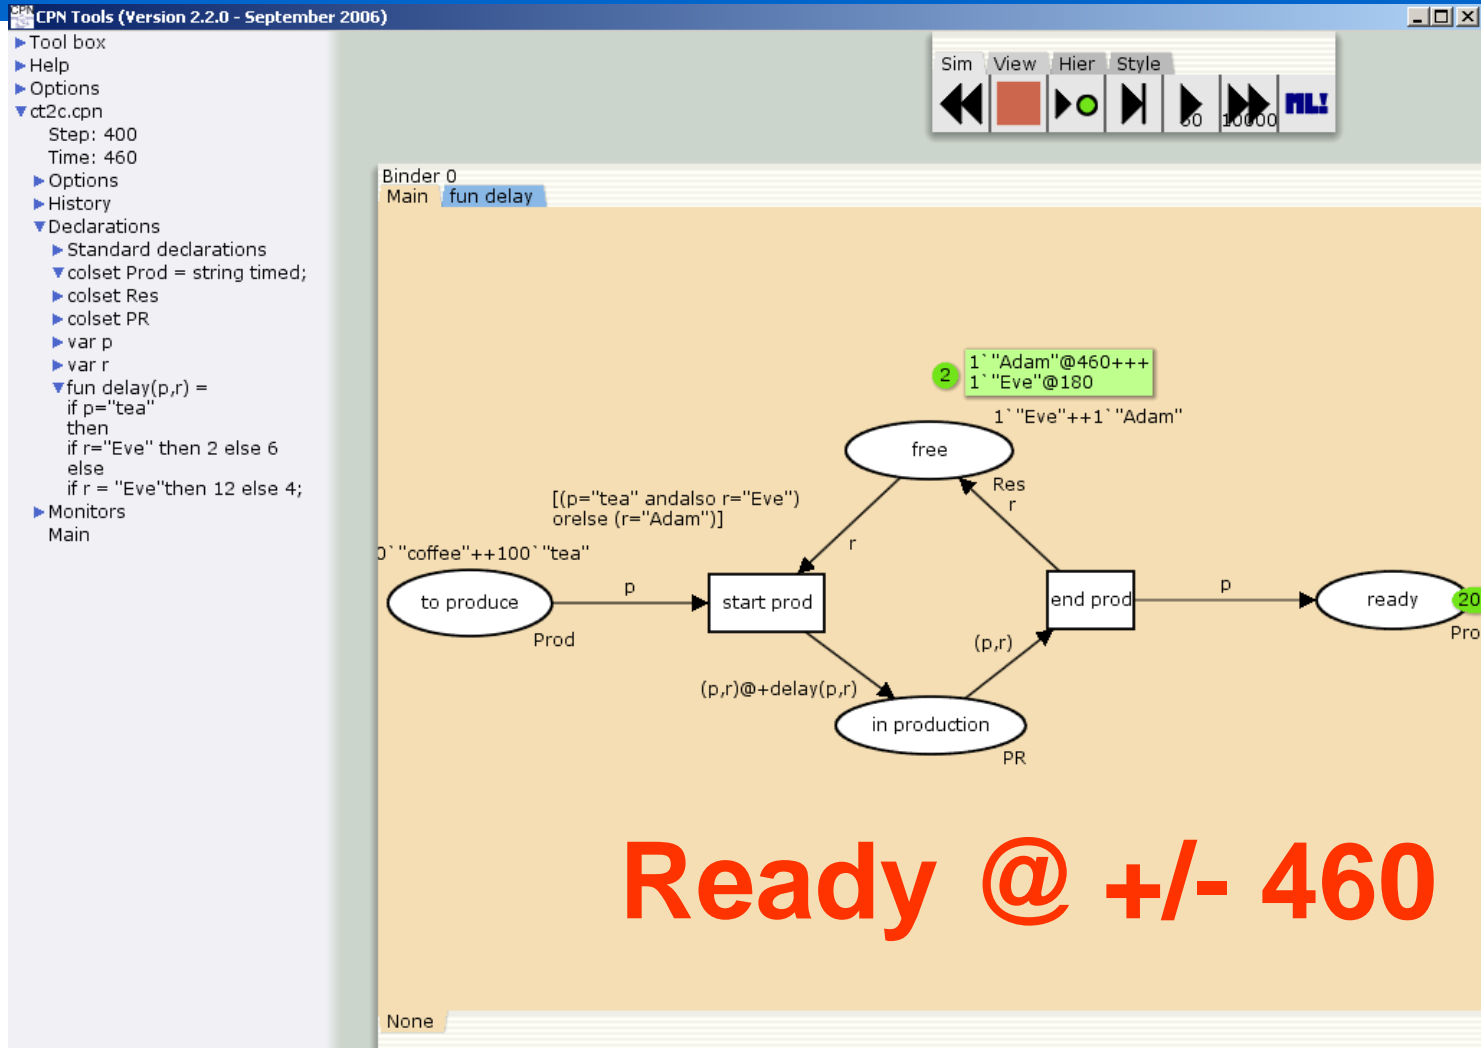 CPN Tools (Version 2.2.0 - September 2006)
Tool box
Help
Options
ct2c.cpn
Step: 400
Time: 460
Options
History
Declarations
Standard declarations
colset Prod = string timed;
colset Res
colset PR
var p
var r
fun delay(p,r) =
if p="tea"
then
if r="Eve" then 2 else 6
else
if r = "Eve"then 12 else 4;
Monitors
Main
Sim View Hier Style
50 10000 ML!
Binder 0
Main fun delay
2
1`"Adam"@460+++
1`"Eve"@180
1`"Eve"++1`"Adam"
free
Res
r
[(p="tea" andalso r="Eve")
orelse (r="Adam")]
r
0`"coffee"++100`"tea"
to produce
p
start prod
end prod
p
ready
20
Prod
Pro
(p,r)
(p,r)@+delay(p,r)
in production
PR
Ready @ +/- 460
None